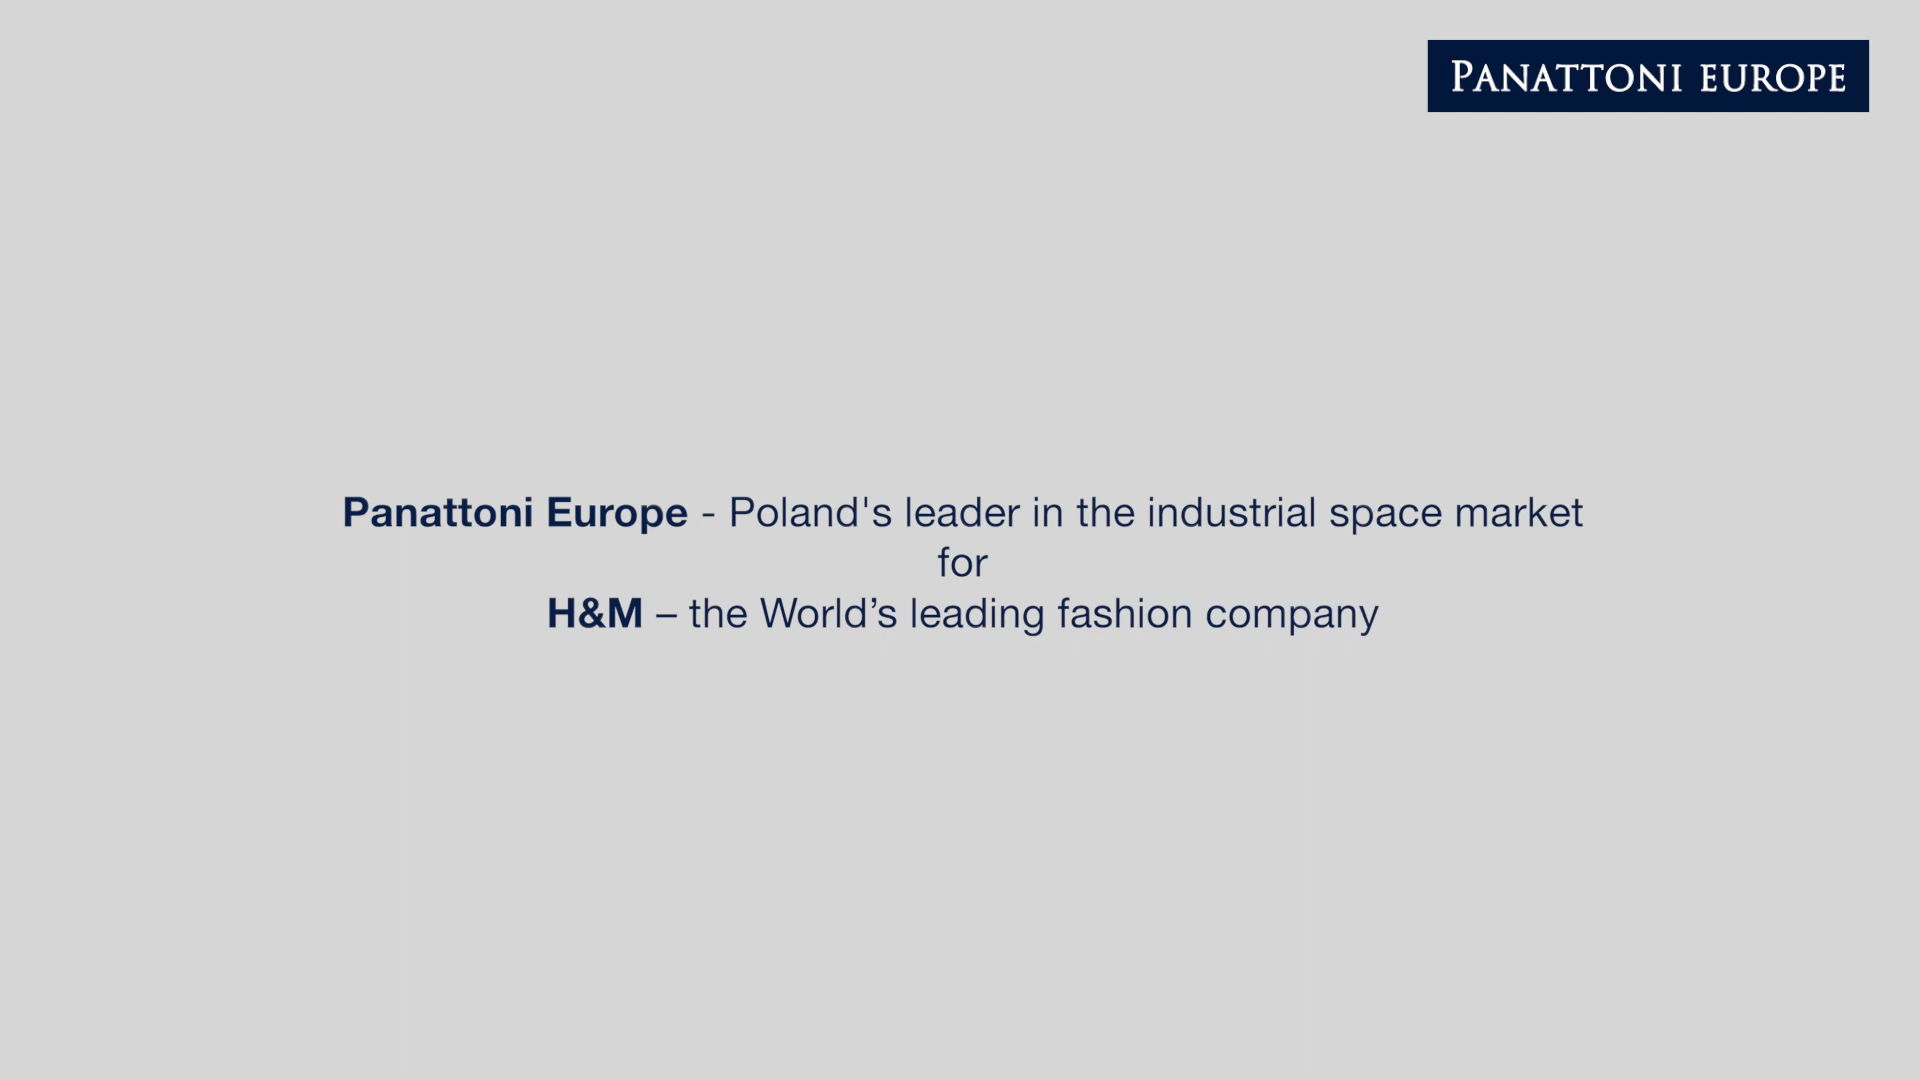 PANATTONI EUROPE
Panattoni Europe - Poland's leader in the industrial space market
for
H&M – the World’s leading fashion company